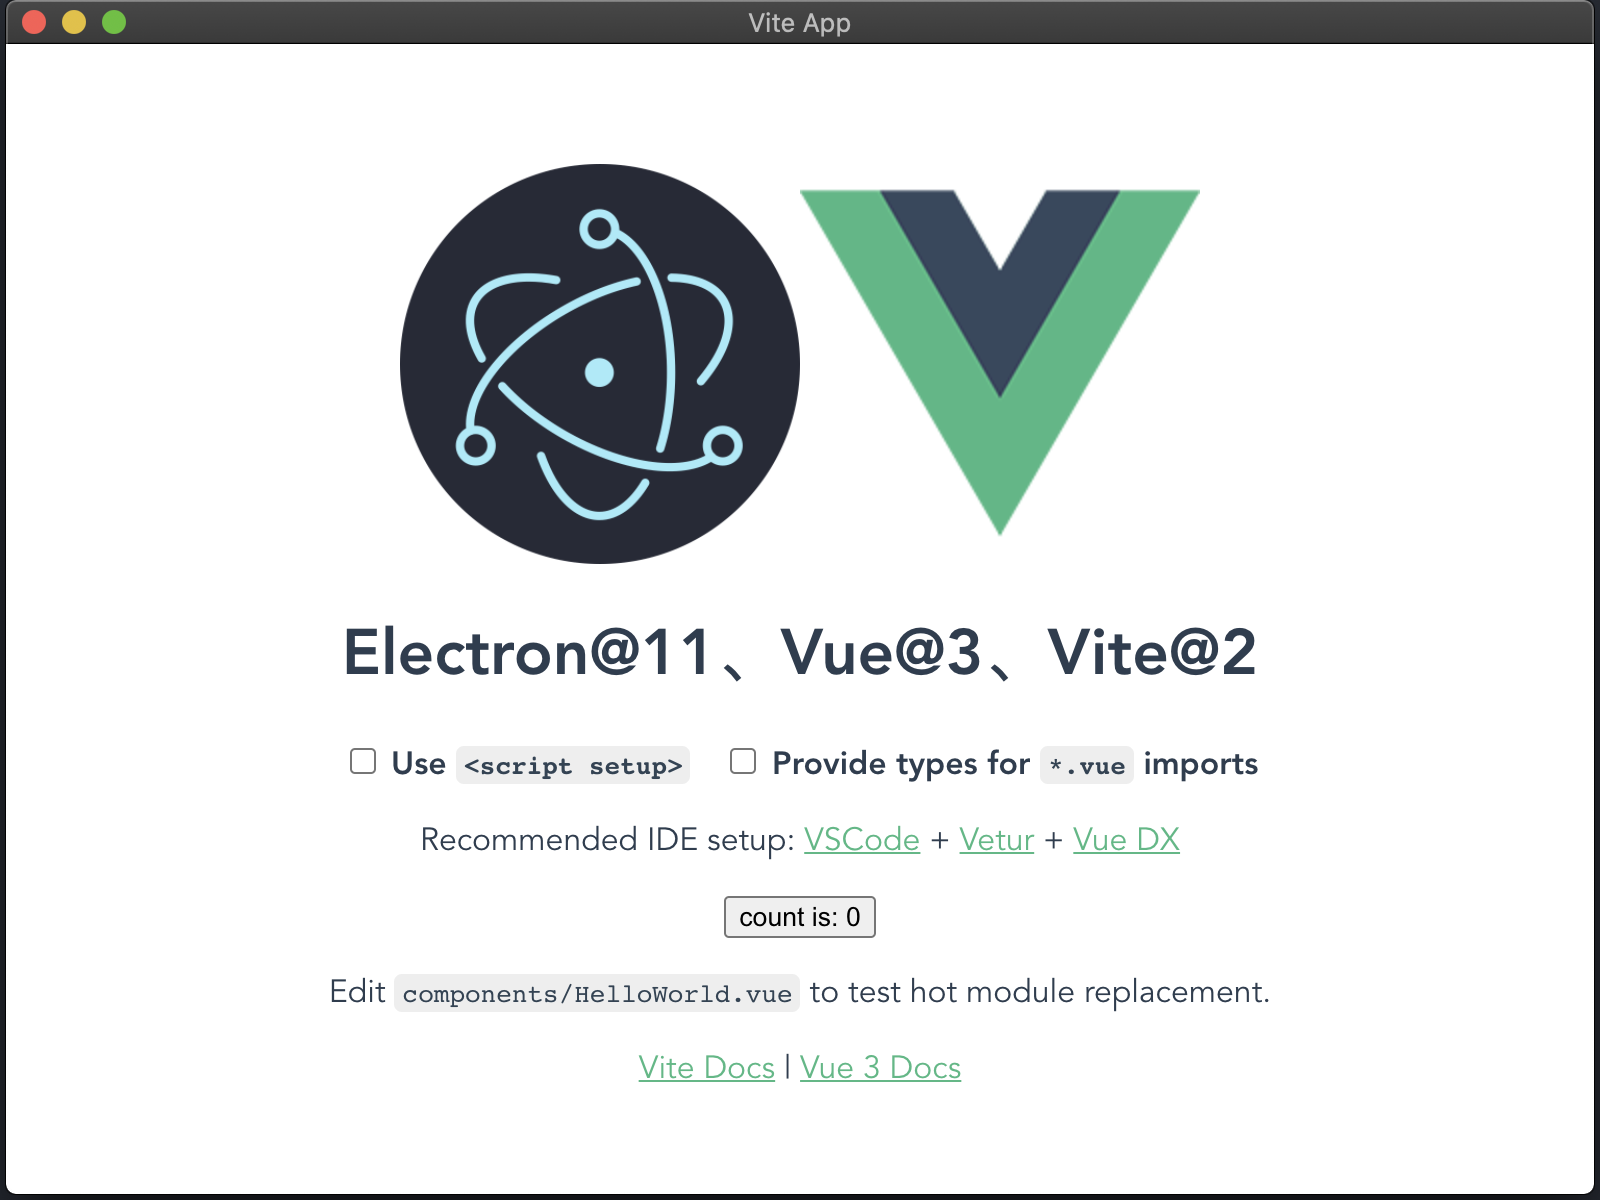 Vite App
Electron@11、Vue@3、Vite@2
Use <script setup> Provide types for *.vue imports
Recommended IDE setup: VSCode + Vetur + Vue DX
count is: 0
Edit components/HelloWorld.vue to test hot module replacement.
Vite Docs | Vue 3 Docs